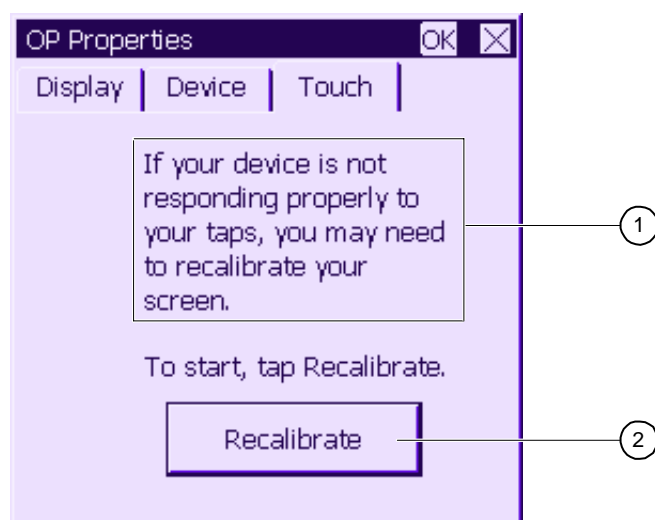 OP Properties OK
Display Device Touch
If your device is not
responding properly to
your taps, you may need
to recalibrate your
screen.
1
To start, tap Recalibrate.
Recalibrate
2